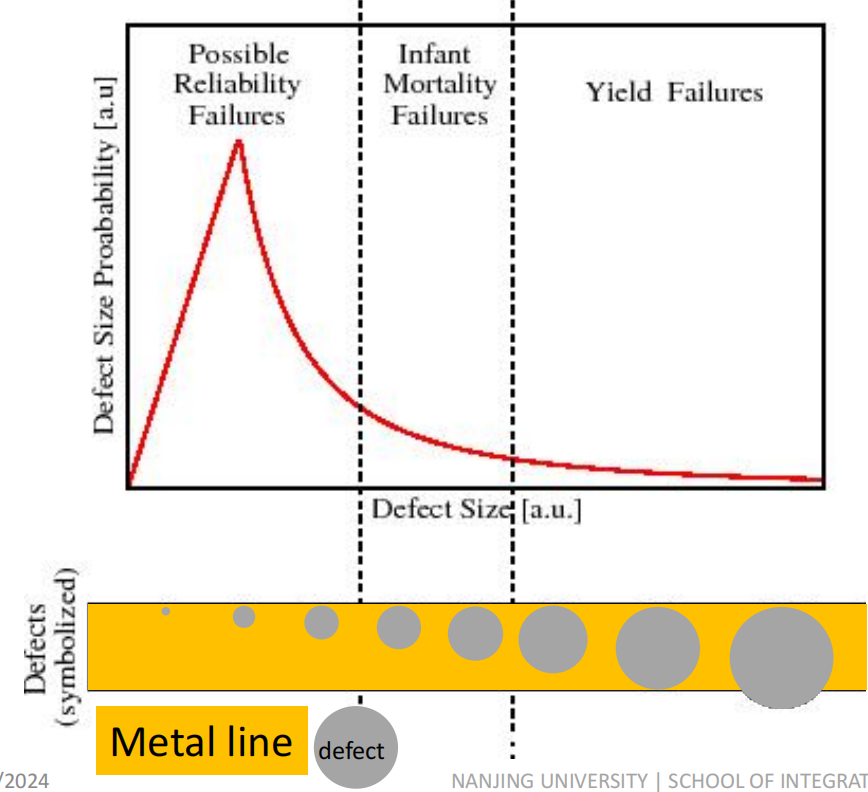 Possible
Reliability
Failures
Infant
Mortality
Failures
Yield Failures
Defect Size Proabability [a.u]
Defect Size [a.u.]
Defects
(symbolized)
Metal line
defect
/2024
NANJING UNIVERSITY | SCHOOL OF INTEGRAT